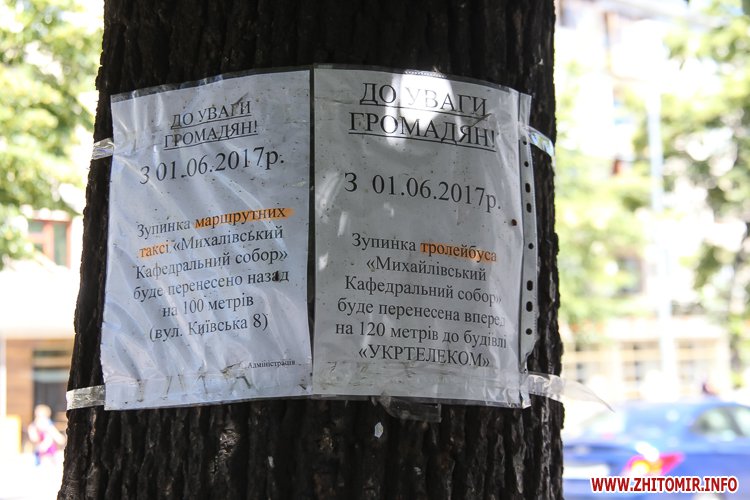 ДО УВАГИ
ГРОМАДЯН!
З 01.06.2017р.
Зупинка маршрутних
таксі «Михалівський
Кафедральний собор»
буде перенесено назад
на 100 метрів
(вул. Київська 8)
Адміністрація
ДО УВАГИ
ГРОМАДЯН!
З 01.06.2017р.
Зупинка тролейбуса
«Михайлівський
Кафедральний собор»
буде перенесена вперед
на 120 метрів до будівлі
«УКРТЕЛЕКОМ»
WWW.ZHITOMIR.INFO